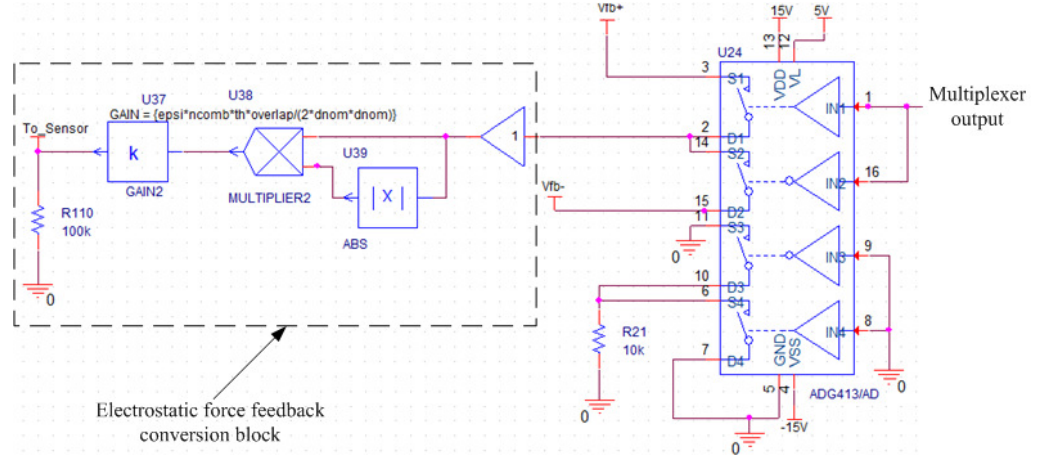 Vfb+
15V
5V
U24
13
12
3
S1
VDD
VL
IN1
1
Multiplexer
output
U37
U38
GAIN = {epsi*ncomb*th*overlap/(2*dnom*dnom)}
To_Sensor
k
GAIN2
MULTIPLIER2
U39
|X|
ABS
1
2
D1
14
S2
IN2
16
Vfb-
15
D2
11
S3
0
IN3
9
10
D3
6
S4
IN4
8
R110
100k
0
R21
10k
0
7
D4
GND
VSS
5
4
-15V
0
0
ADG413/AD
Electrostatic force feedback
conversion block